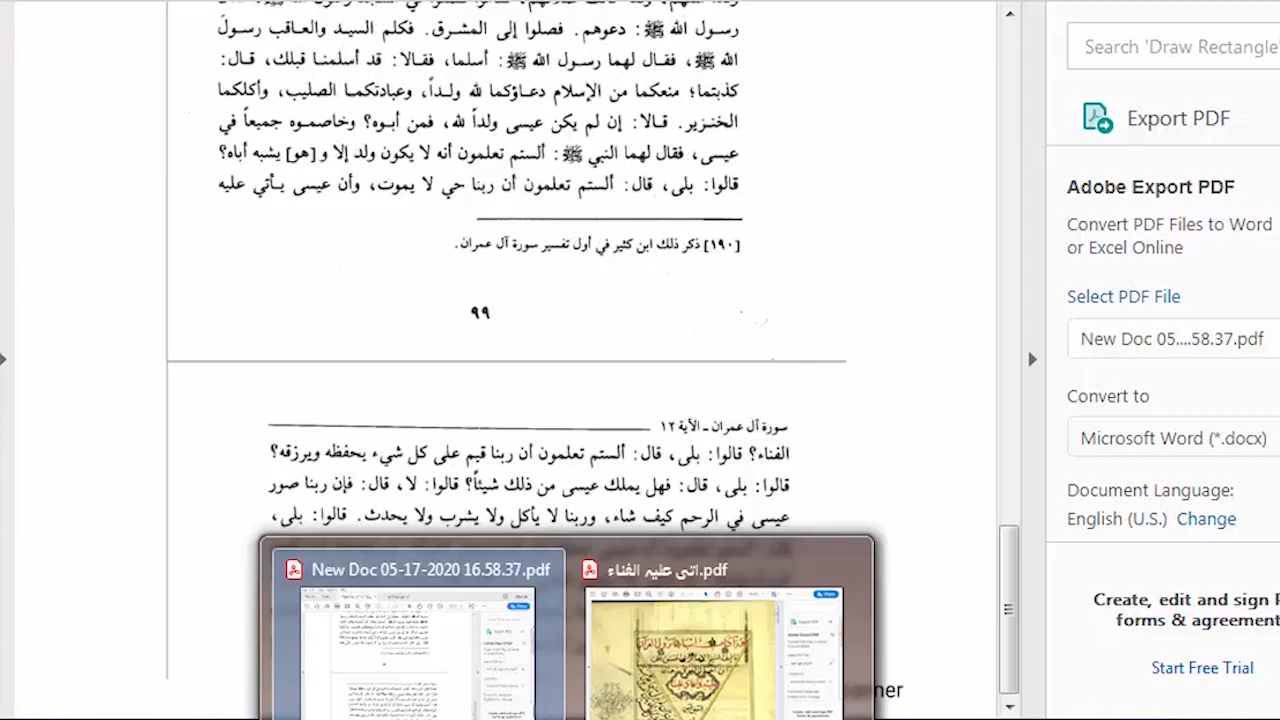 رسول الله ﷺ: دعوهم. فصلوا إلى المشرق. فكلم السيد والعاقب رسولَ
الله ﷺ، فقال لهما رسول الله ﷺ: أسلما، فقالا: قد أسلمنا قبلك، قال:
كذبتما؛ منعكما من الإسلام دعاؤكما لله ولداً، وعبادتكما الصليب، وأكلكما
الخنزير. قالا: إن لم يكن عيسى ولداً لله، فمن أبوه؟ وخاصموه جميعاً في
عيسى، فقال لهما النبي ﷺ: ألستم تعلمون أنه لا يكون ولد إلا و[هو] يشبه أباه؟
قالوا: بلى، قال: ألستم تعلمون أن ربنا حي لا يموت، وأن عيسى يأتي عليه
[١٩٠] ذكر ذلك ابن كثير في أول تفسير سورة آل عمران.
٩٩
سورة آل عمران ـ الآية ١٢
الفناء؟ قالوا: بلى، قال: ألستم تعلمون أن ربنا قيم على كل شيء يحفظه ويرزقه؟
قالوا: بلى، قال: فهل يملك عيسى من ذلك شيئاً؟ قالوا: لا، قال: فإن ربنا صور
عيسى في الرحم كيف شاء، وربنا لا يأكل ولا يشرب ولا يحدث. قالوا: بلى،
New Doc 05-17-2020 16.58.37.pdf
اتى عليہ الفناء.pdf
Search 'Draw Rectangle
Export PDF
Adobe Export PDF
Convert PDF Files to Word
or Excel Online
Select PDF File
New Doc 05....58.37.pdf
Convert to
Microsoft Word (*.docx)
Document Language:
English (U.S.) Change